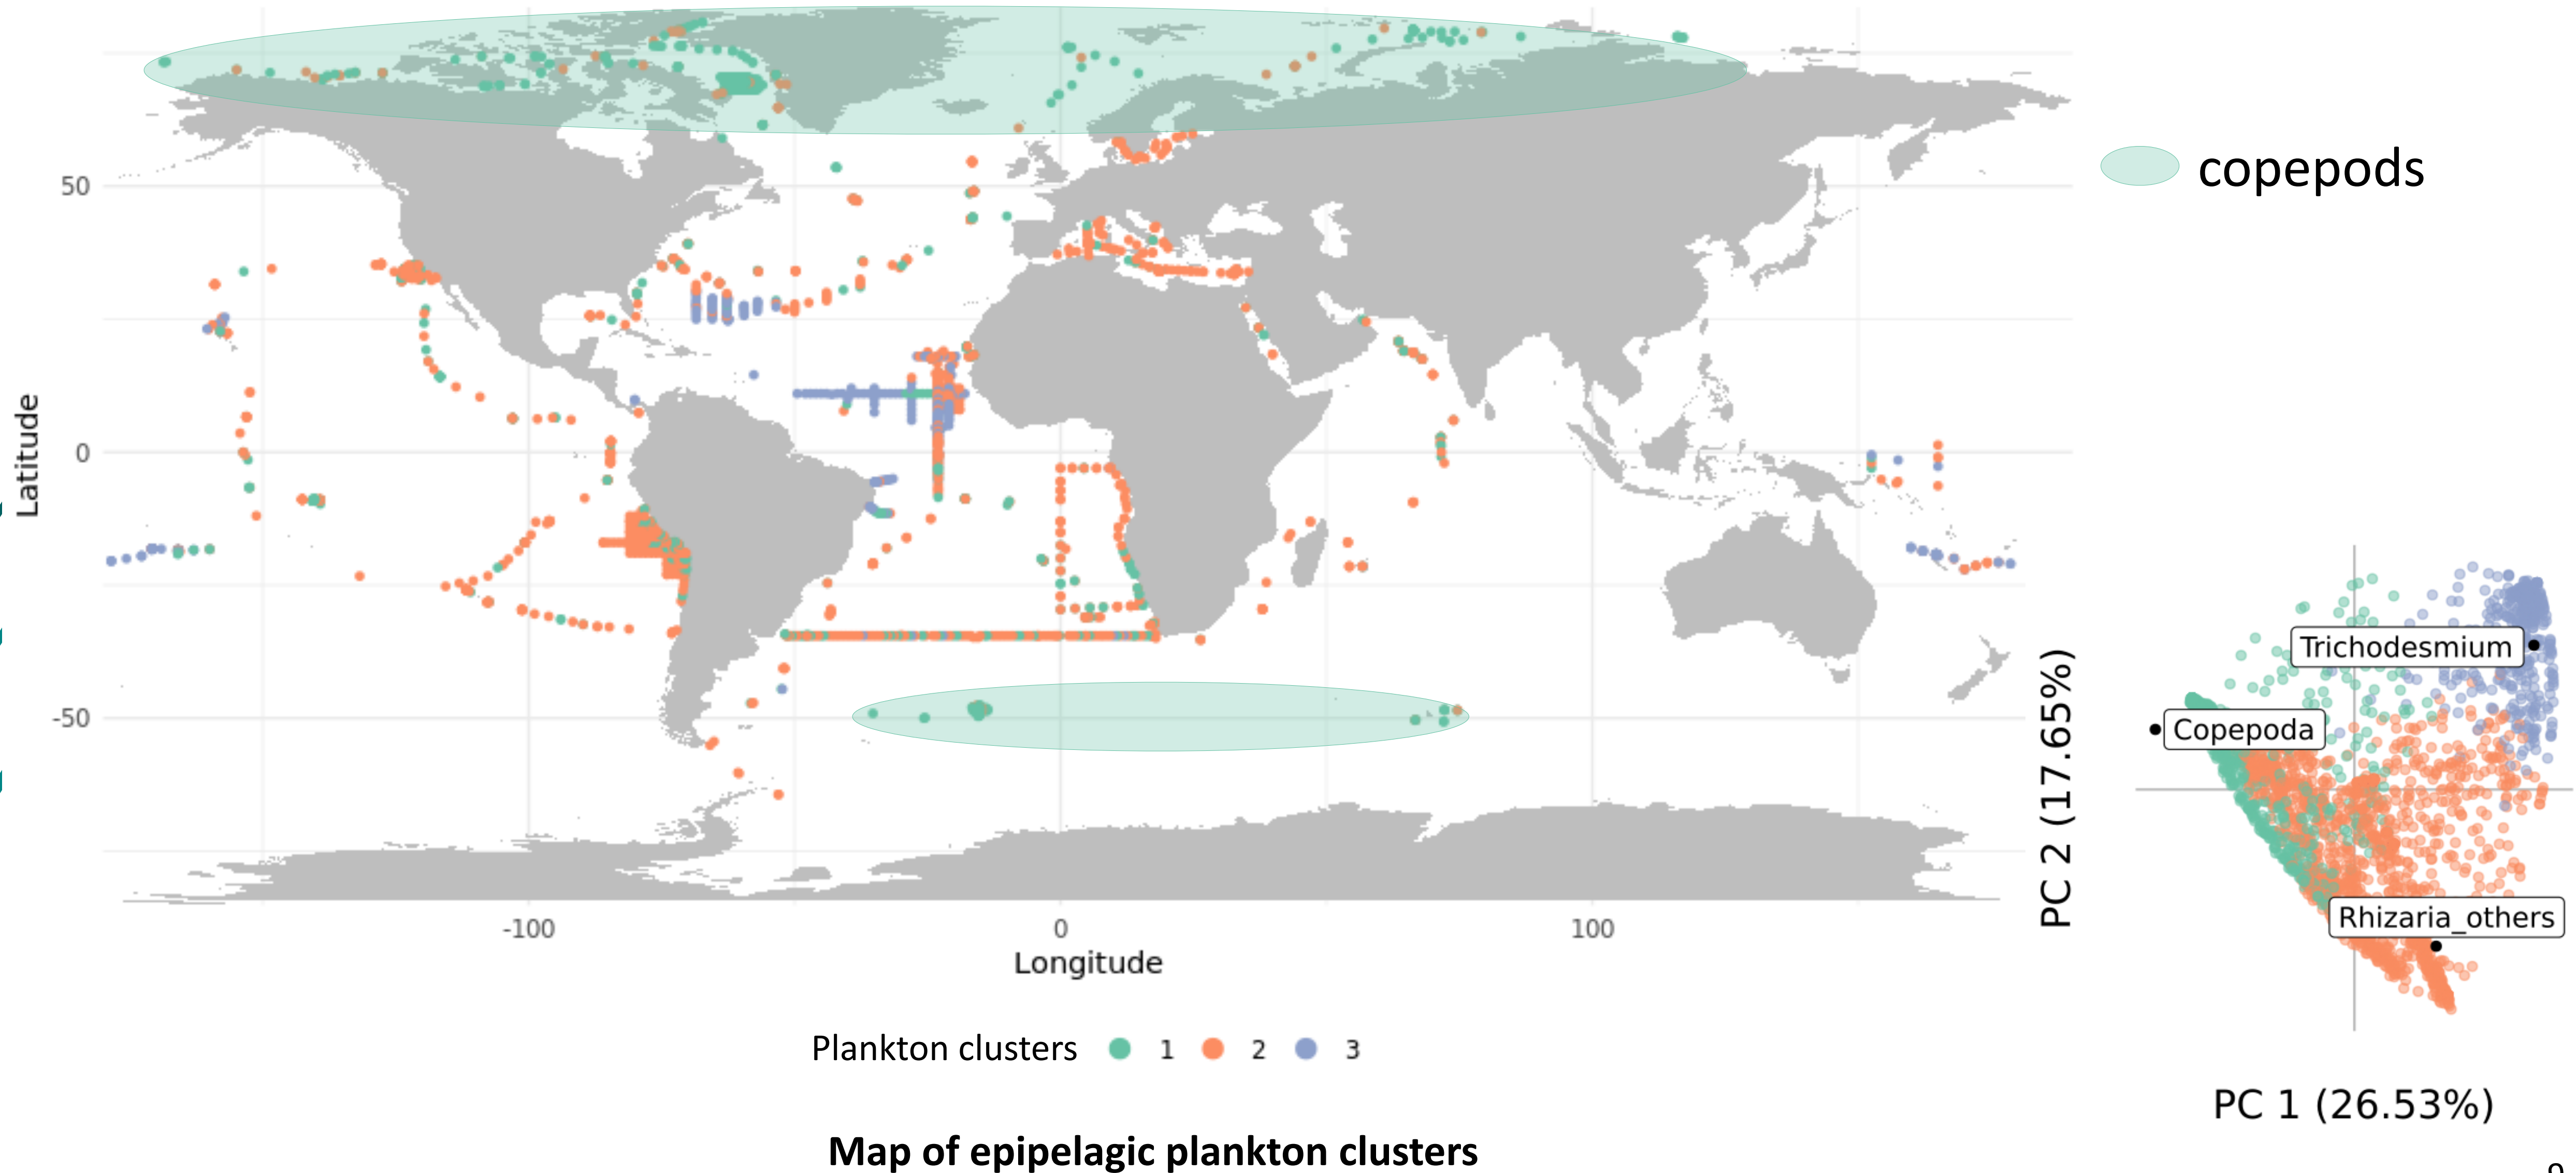 copepods
50
0
-50
Latitude
-100
0
100
Longitude
Plankton clusters 1 2 3
Map of epipelagic plankton clusters
Trichodesmium
Copepoda
Rhizaria_others
PC 2 (17.65%)
PC 1 (26.53%)